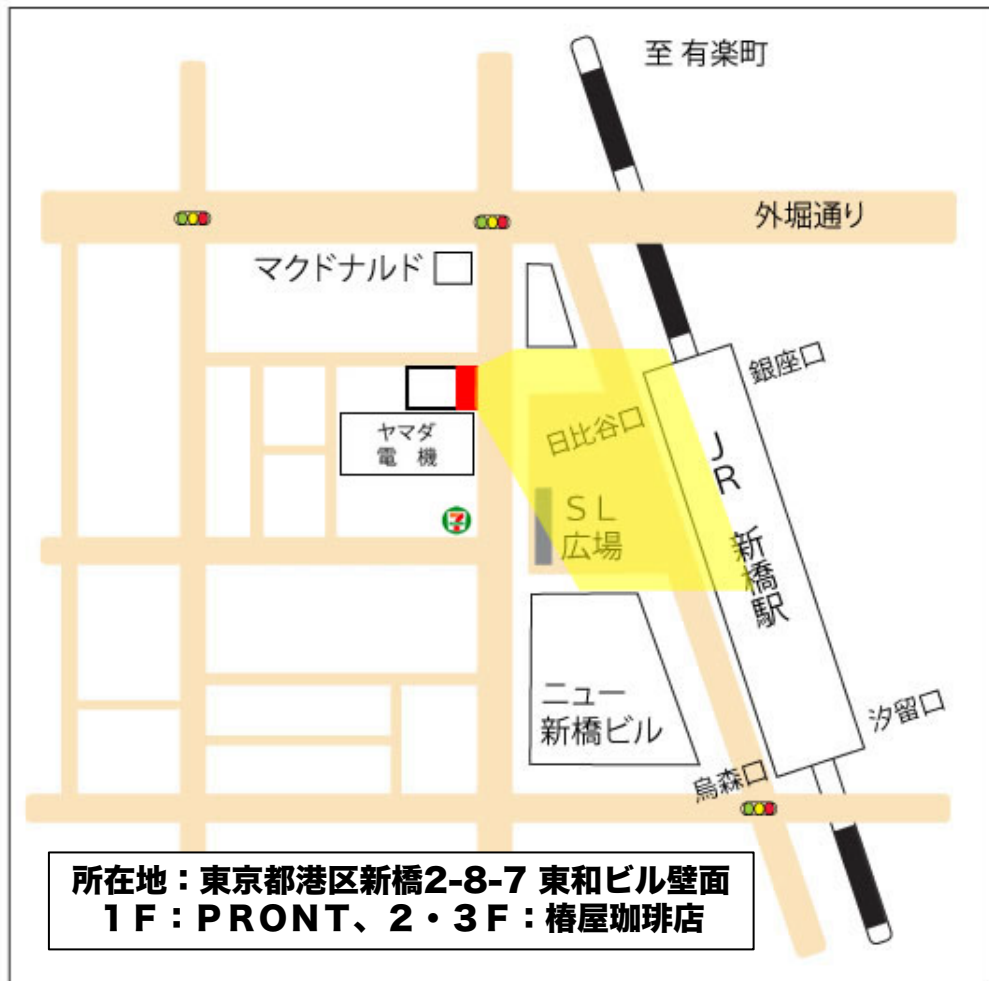 至 有楽町
外堀通り
マクドナルド
銀座口
日比谷口
ヤマダ
電 機
JR 新橋駅
7
SL
広場
ニュー
新橋ビル
汐留口
烏森口
所在地：東京都港区新橋2-8-7 東和ビル壁面
1F：PRONT、2・3F：椿屋珈琲店